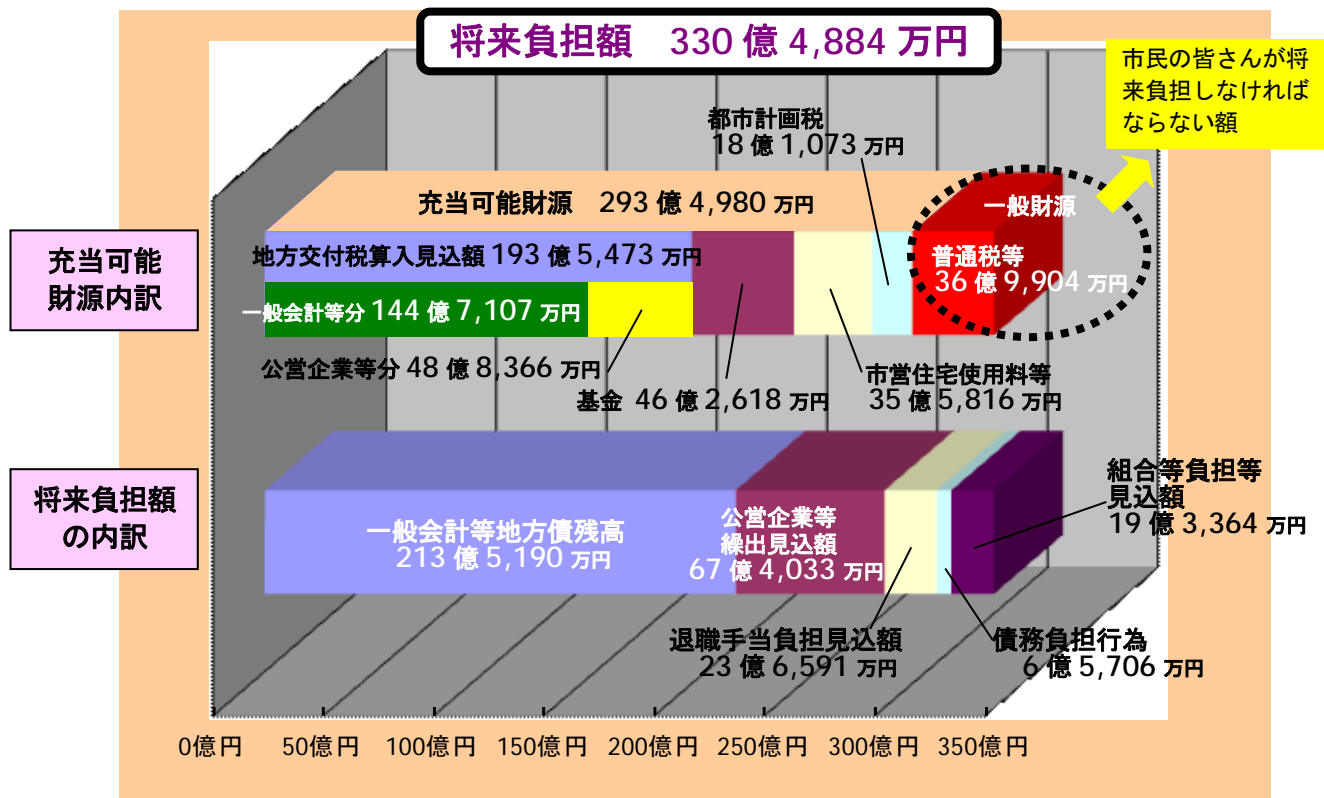 将来負担額 330 億 4,884 万円
市民の皆さんが将
来負担しなければ
ならない額
都市計画税
18 億 1,073 万円
充当可能財源 293 億 4,980 万円
一般財源
充当可能
財源内訳
地方交付税算入見込額 193 億 5,473 万円
普通税等
36 億 9,904 万円
一般会計等分 144 億 7,107 万円
公営企業等分 48 億 8,366 万円
基金 46 億 2,618 万円
市営住宅使用料等
35 億 5,816 万円
将来負担額
の内訳
一般会計等地方債残高
213 億 5,190 万円
公営企業等
繰出見込額
67 億 4,033 万円
組合等負担等
見込額
19 億 3,364 万円
退職手当負担見込額
23 億 6,591 万円
債務負担行為
6 億 5,706 万円
0億円 50億円 100億円 150億円 200億円 250億円 300億円 350億円